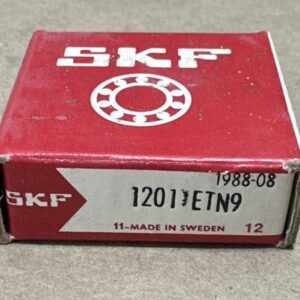 SKF
SKF
1988-08
1201 ETN9
11-MADE IN SWEDEN 12